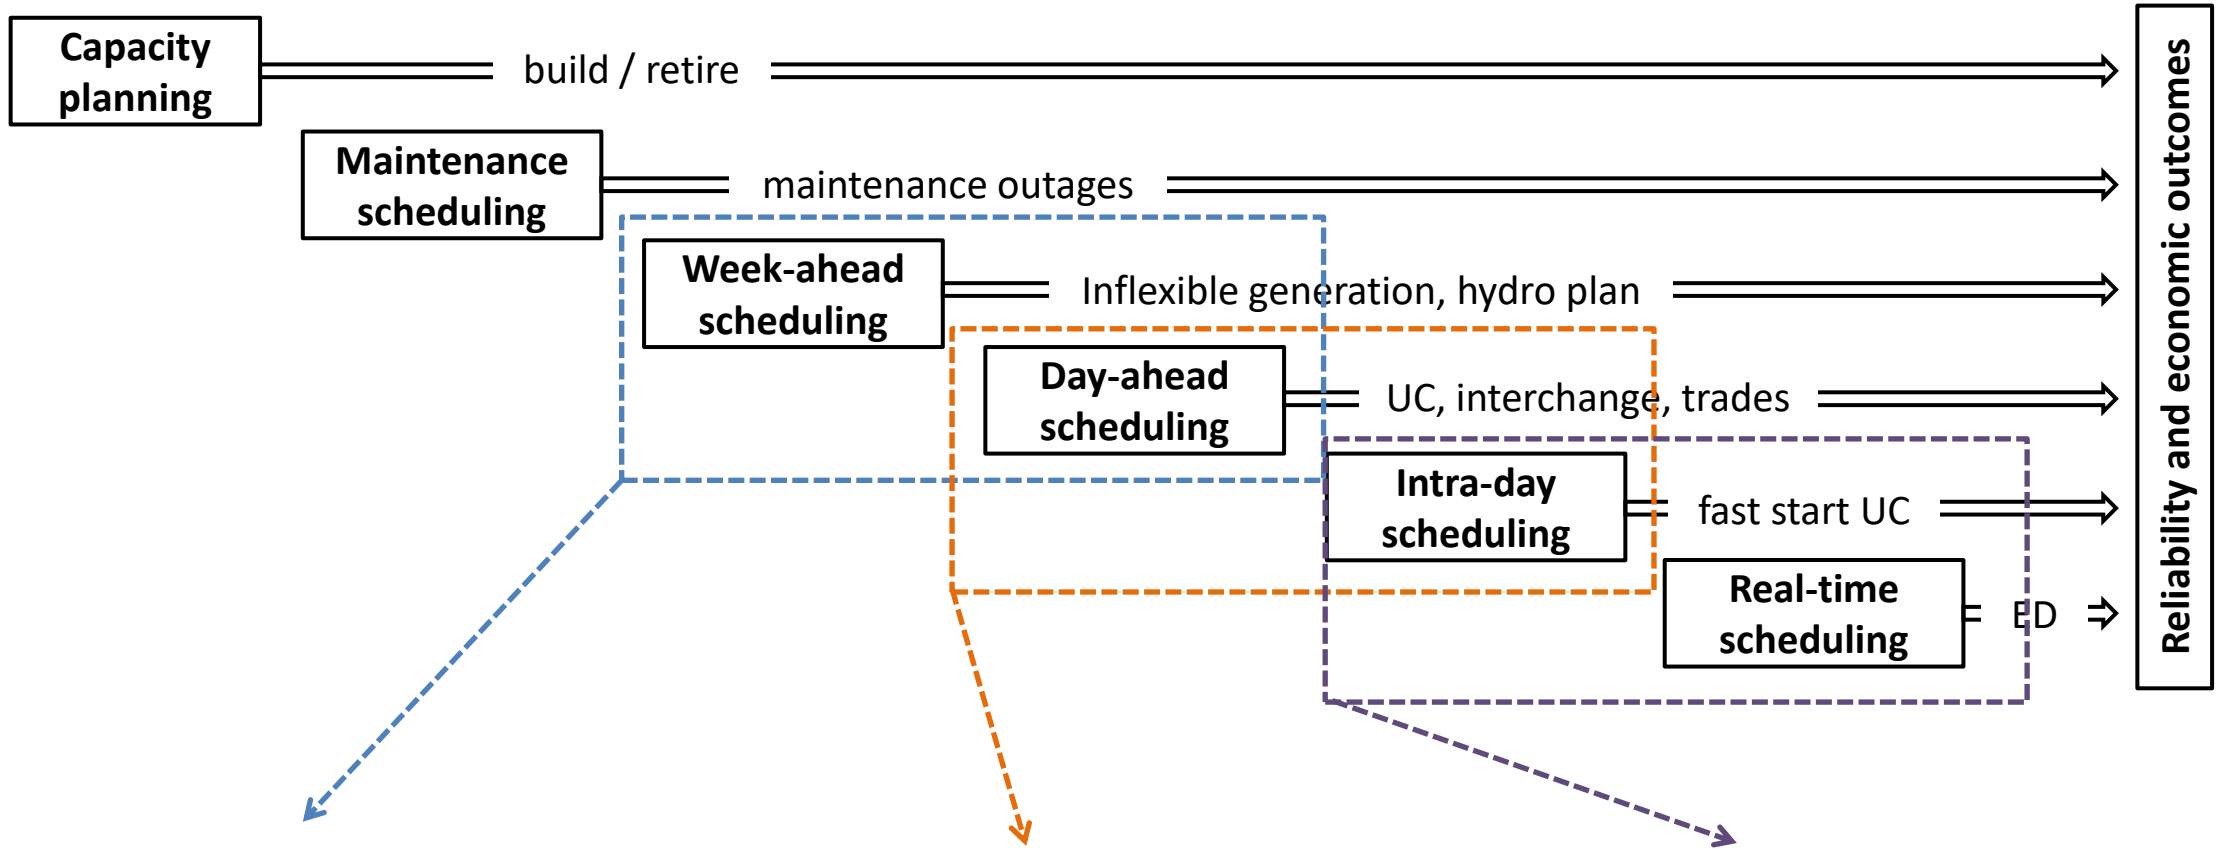 Capacity
planning
build / retire
Maintenance
scheduling
maintenance outages
Week-ahead
scheduling
Inflexible generation, hydro plan
Day-ahead
scheduling
UC, interchange, trades
Intra-day
scheduling
fast start UC
Real-time
scheduling
ED
Reliability and economic outcomes